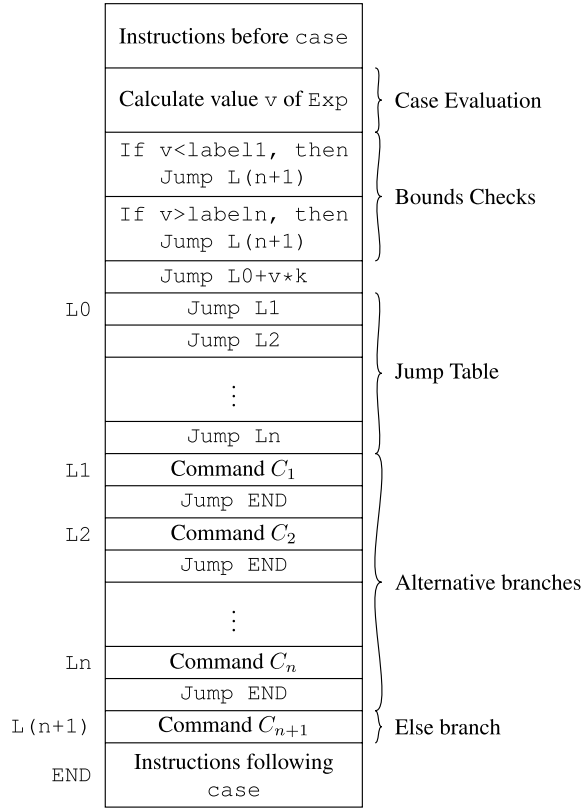 Instructions before case
Calculate value v of Exp
Case Evaluation
If v<label1, then
Jump L(n+1)
Bounds Checks
If v>labeln, then
Jump L(n+1)
Jump L0+v*k
L0 Jump L1
Jump L2
Jump Table
⋮
Jump Ln
L1 Command C₁
Jump END
L2 Command C₂
Jump END
Alternative branches
⋮
Ln Command Cₙ
Jump END
L(n+1) Command Cₙ₊₁ Else branch
Instructions following
END case